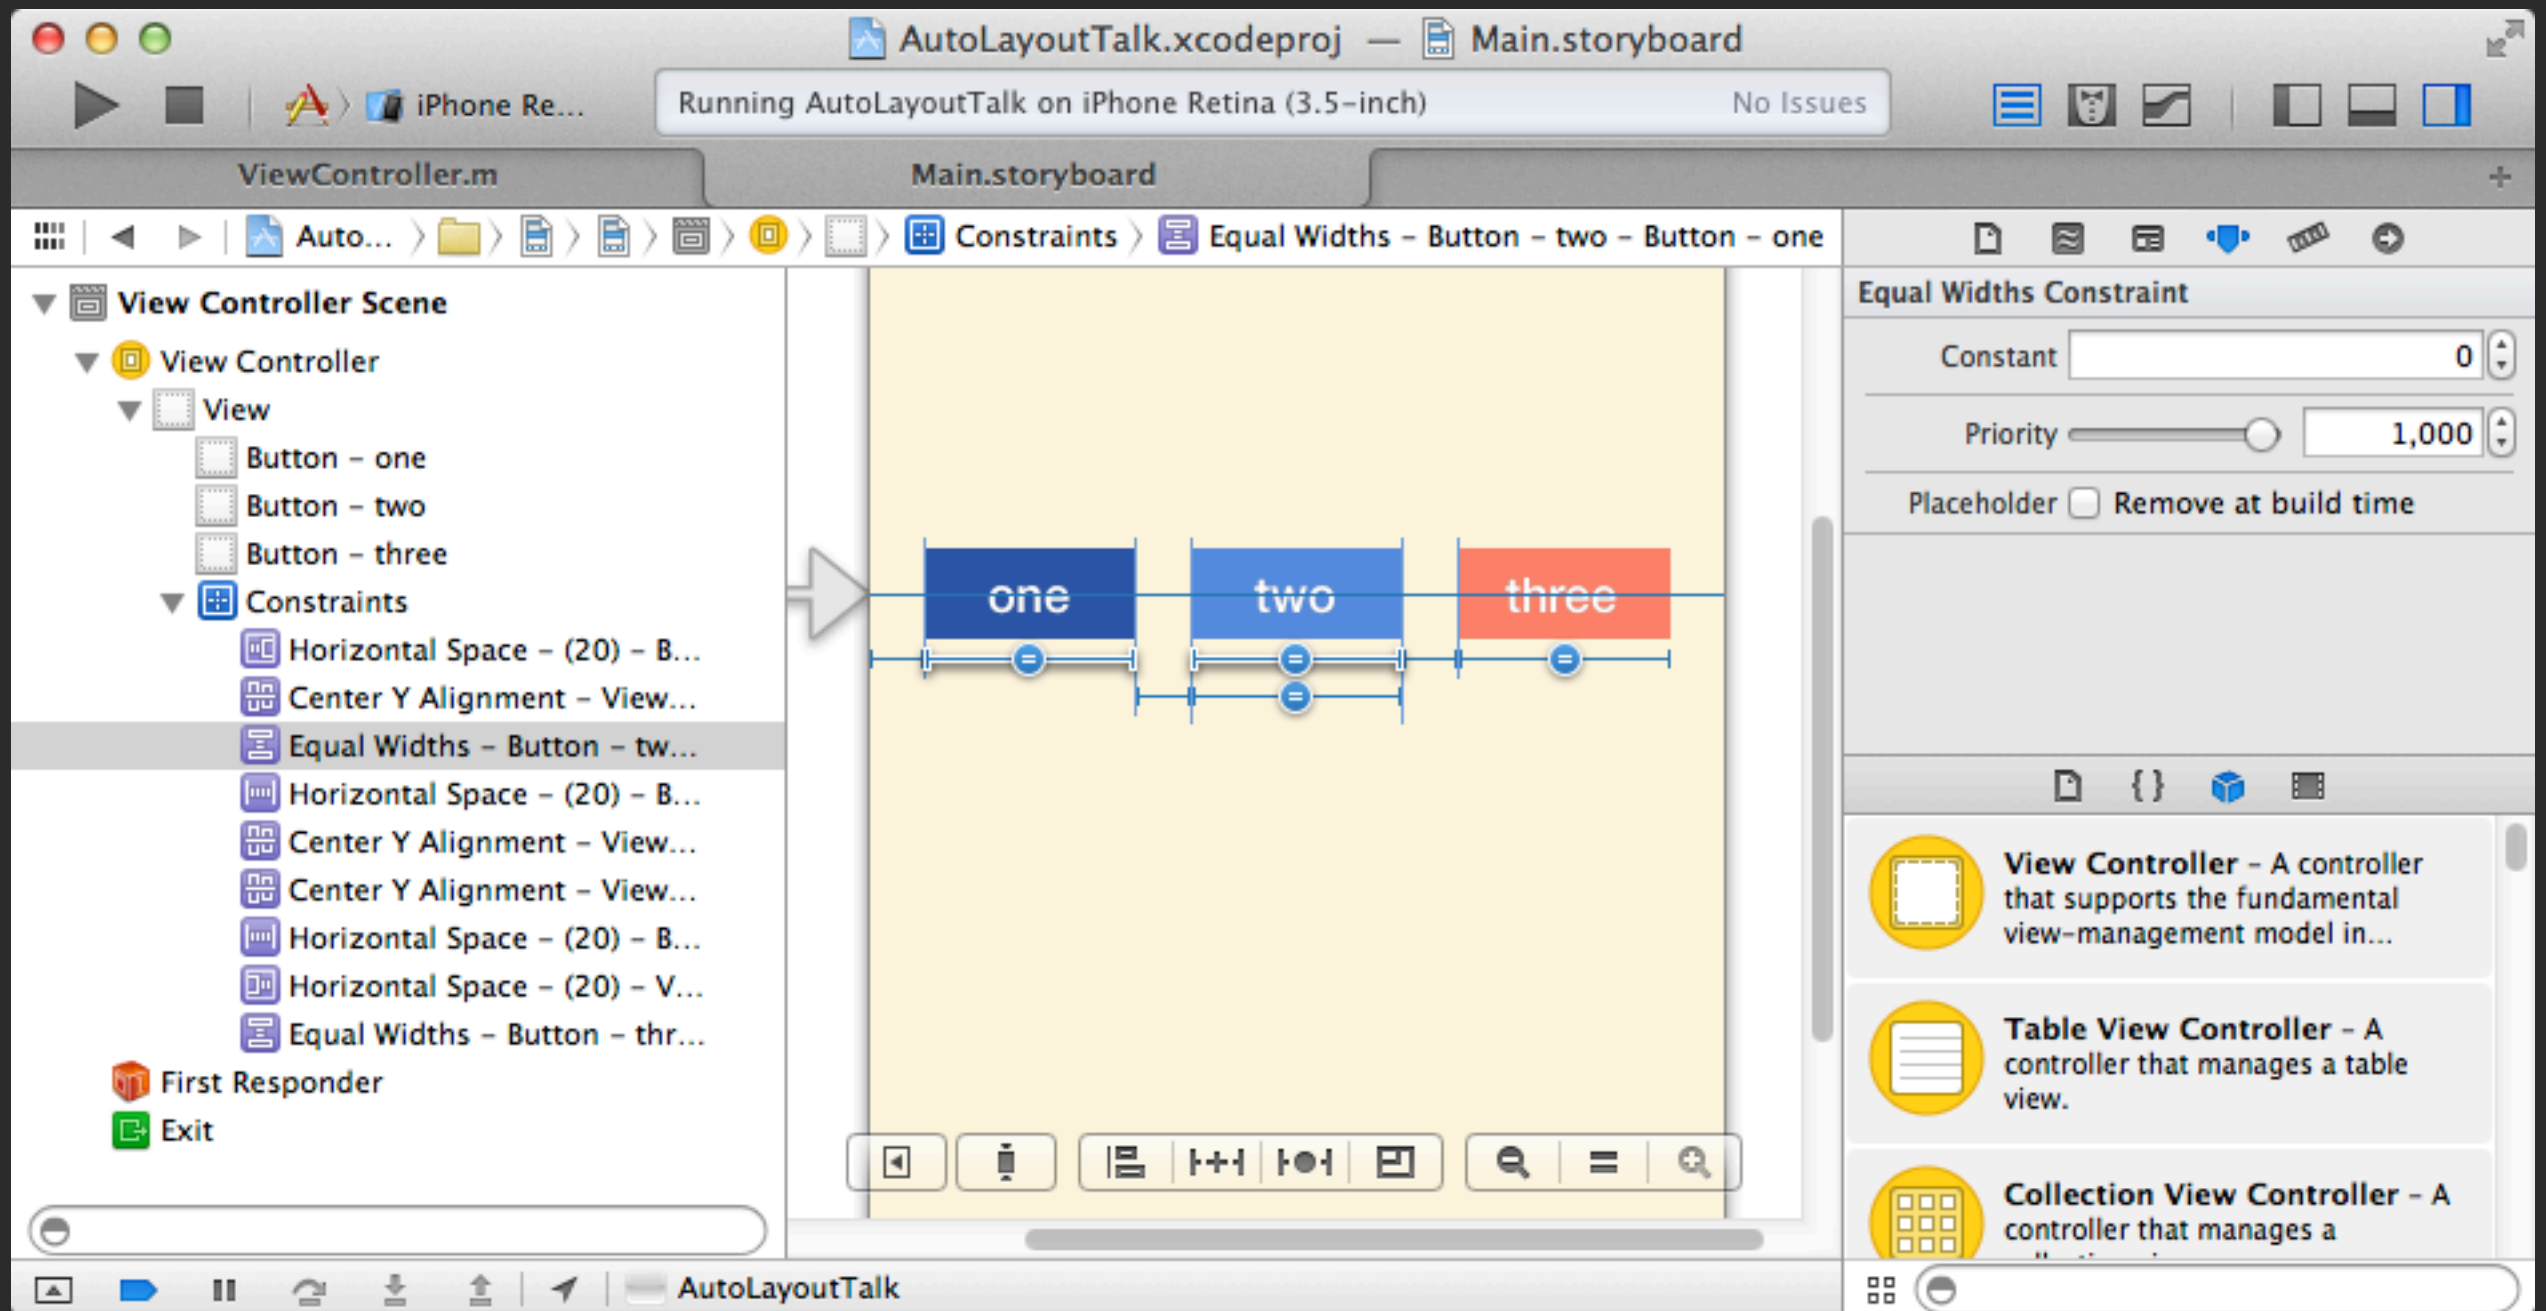 AutoLayoutTalk.xcodeproj — Main.storyboard
iPhone Re...
Running AutoLayoutTalk on iPhone Retina (3.5-inch)
No Issues
ViewController.m
Main.storyboard
Auto...
Constraints
Equal Widths – Button – two – Button – one
View Controller Scene
View Controller
View
Button – one
Button – two
Button – three
Constraints
Horizontal Space – (20) – B...
Center Y Alignment – View...
Equal Widths – Button – tw...
Horizontal Space – (20) – B...
Center Y Alignment – View...
Center Y Alignment – View...
Horizontal Space – (20) – B...
Horizontal Space – (20) – V...
Equal Widths – Button – thr...
First Responder
Exit
one
two
three
Equal Widths Constraint
Constant 0
Priority 1,000
Placeholder Remove at build time
View Controller – A controller
that supports the fundamental
view-management model in...
Table View Controller – A
controller that manages a table
view.
Collection View Controller – A
controller that manages a
AutoLayoutTalk